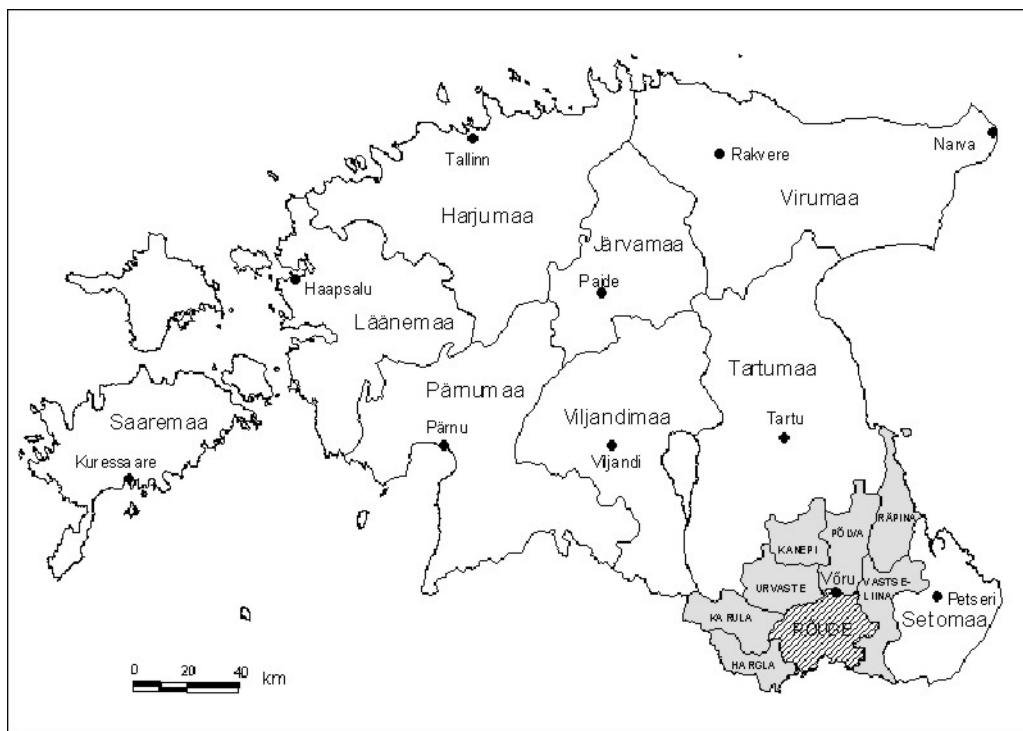 Tallinn
Rakvere
Narva
Harjumaa
Virumaa
Järvamaa
Paide
Haapsalu
Läänemaa
Tartumaa
Pärnumaa
Saaremaa
Viljandimaa
Tartu
Pärnu
Viljandi
Kuressaare
RÄPINA
PÕLVA
KANEPI
Võru
VASTSE-
LIINA
URVASTE
Petseri
Setomaa
KARULA
RÕUGE
HARGLA
0 20 40
km